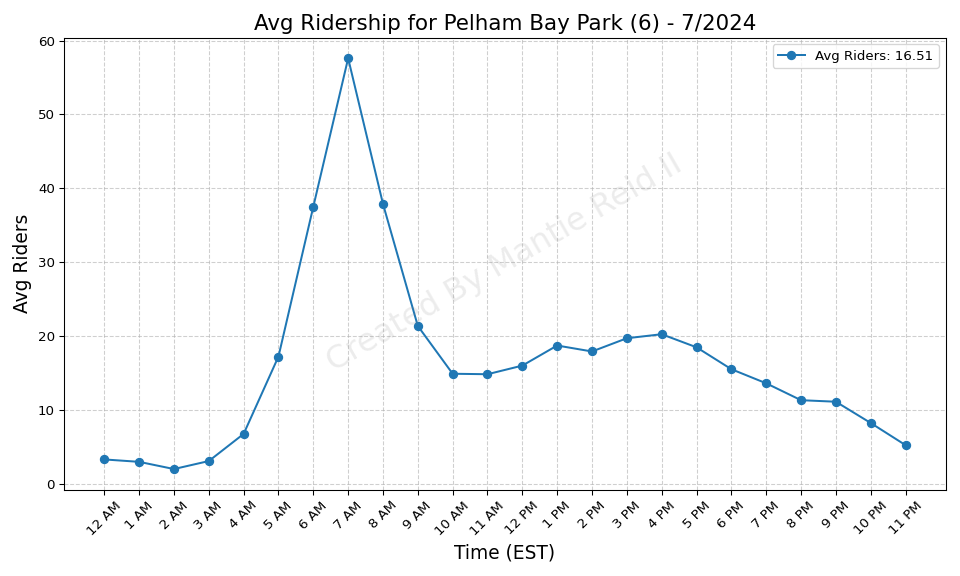 Avg Ridership for Pelham Bay Park (6) - 7/2024
Avg Riders: 16.51
Avg Riders
60
50
40
30
20
10
0
Created By Mantie Reid II
12 AM 1 AM 2 AM 3 AM 4 AM 5 AM 6 AM 7 AM 8 AM 9 AM 10 AM 11 AM 12 PM 1 PM 2 PM 3 PM 4 PM 5 PM 6 PM 7 PM 8 PM 9 PM 10 PM 11 PM
Time (EST)